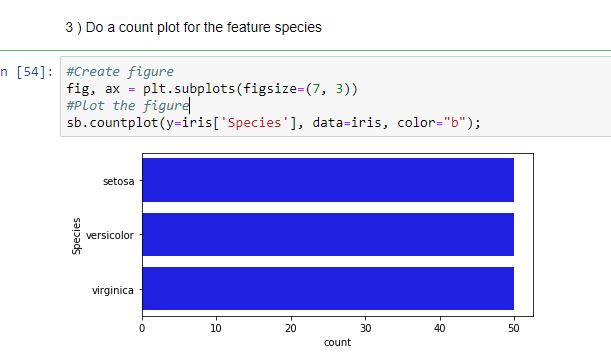 3 ) Do a count plot for the feature species
n [54]: #Create figure
fig, ax = plt.subplots(figsize=(7, 3))
#Plot the figure
sb.countplot(y=iris['Species'], data=iris, color="b");
setosa
versicolor
virginica
Species
0 10 20 30 40 50
count